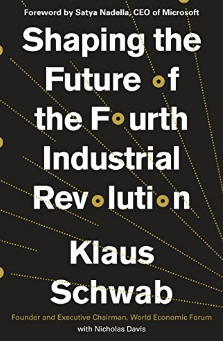 Foreword by Satya Nadella, CEO of Microsoft
Shaping the
Future of
the Fourth
Industrial
Revolution
Klaus
Schwab
Founder and Executive Chairman, World Economic Forum
with Nicholas Davis